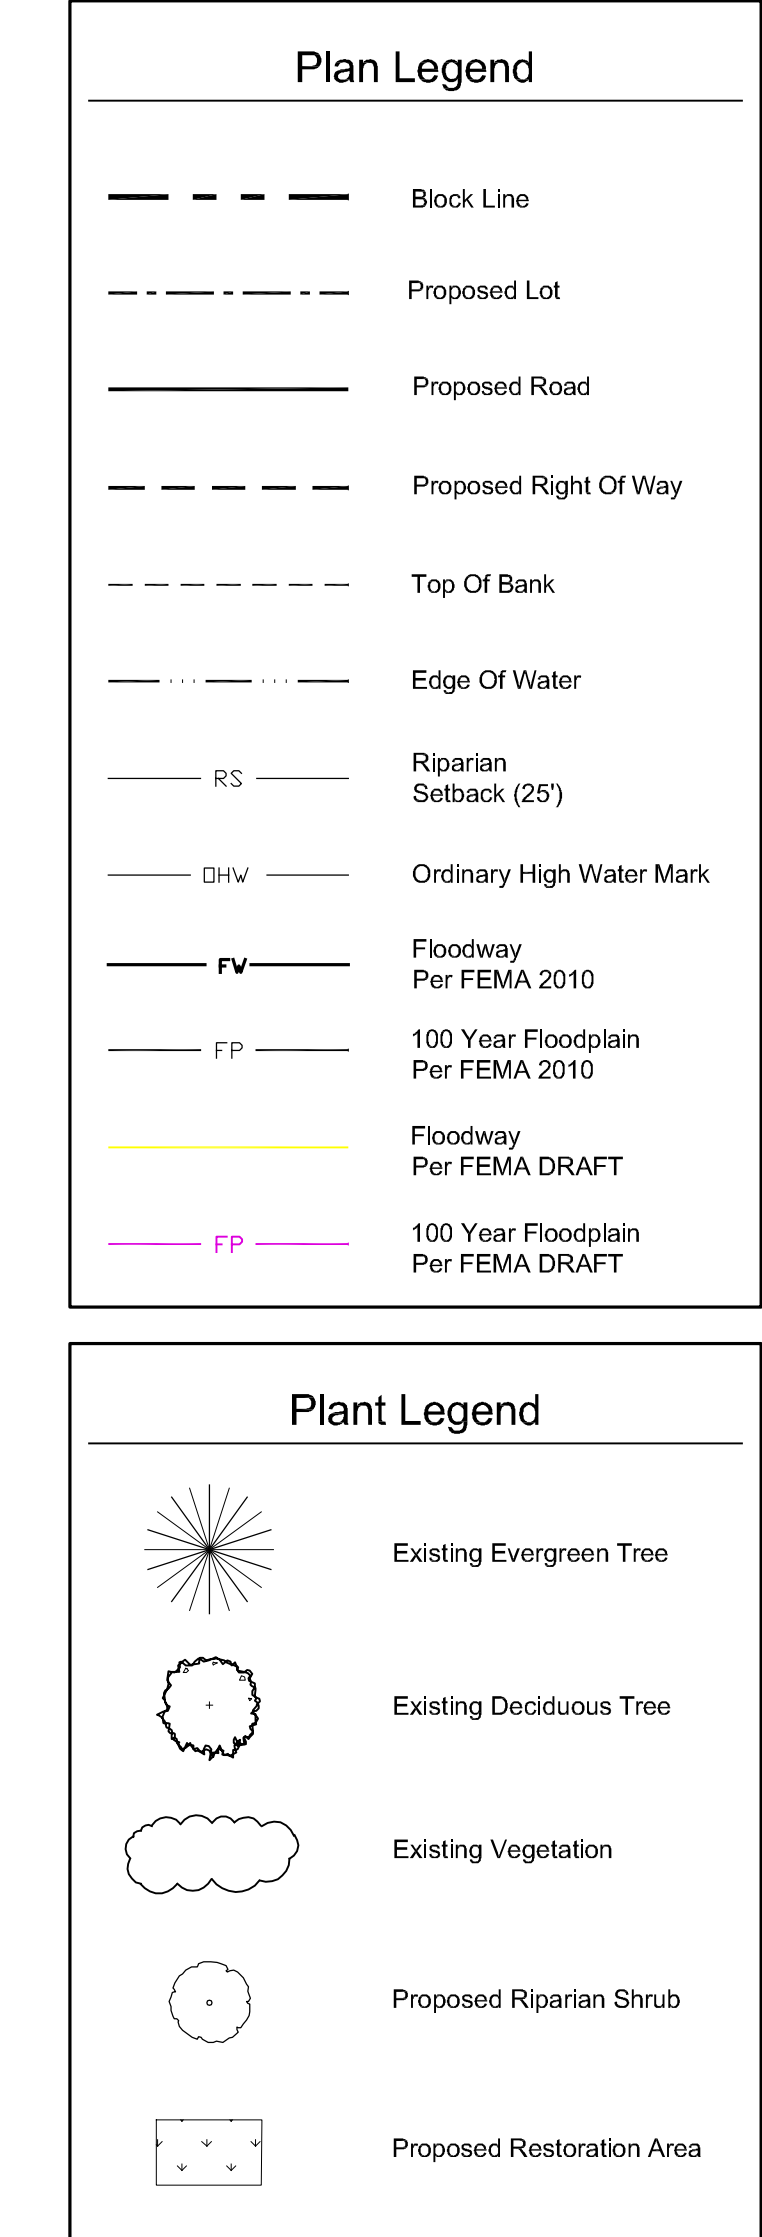 Plan Legend
Block Line
Proposed Lot
Proposed Road
Proposed Right Of Way
Top Of Bank
Edge Of Water
RS
Riparian
Setback (25')
OHW
Ordinary High Water Mark
FW
Floodway
Per FEMA 2010
FP
100 Year Floodplain
Per FEMA 2010
Floodway
Per FEMA DRAFT
FP
100 Year Floodplain
Per FEMA DRAFT
Plant Legend
Existing Evergreen Tree
Existing Deciduous Tree
Existing Vegetation
Proposed Riparian Shrub
Proposed Restoration Area